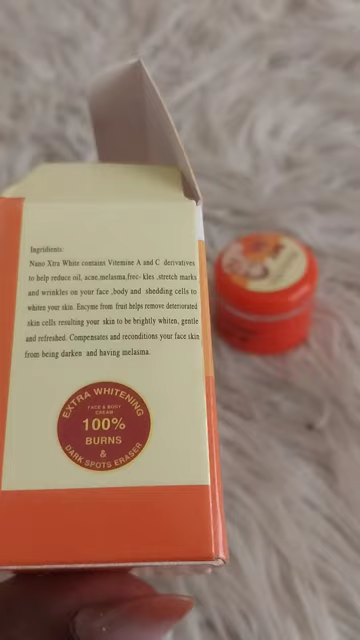 Ingridients:
Nano Xtra White contains Vitemine A and C derivatives
to help reduce oil, acne,melasma,frec- kles ,stretch marks
and wrinkles on your face ,body and shedding cells to
whiten your skin. Encyme from fruit helps remove deteriorated
skin cells resulting your skin to be brightly whiten, gentle
and refreshed. Compensates and reconditions your face skin
from being darken and having melasma.
EXTRA WHITENING
FACE & BODY
CREAM
100%
BURNS
&
DARK SPOTS ERASER